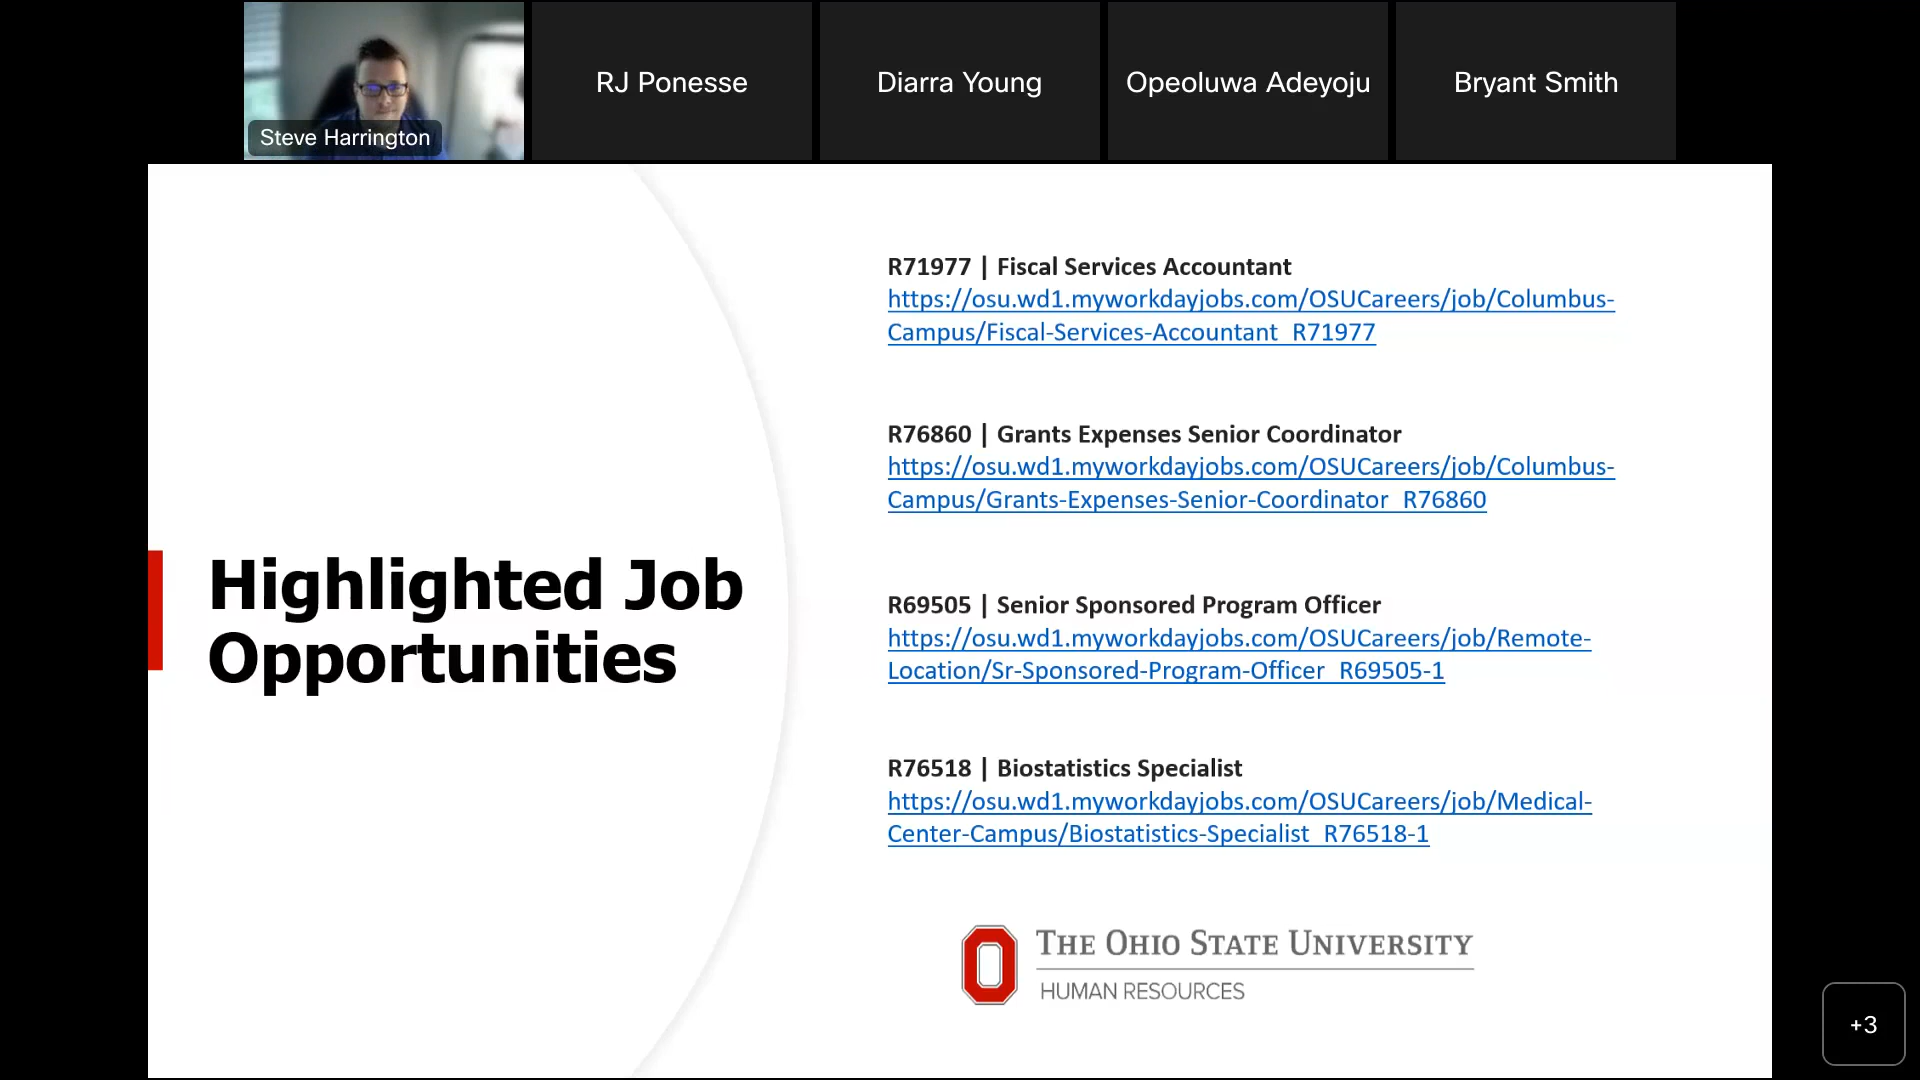 Steve Harrington
RJ Ponesse
Diarra Young
Opeoluwa Adeyoju
Bryant Smith
Highlighted Job
Opportunities
R71977 | Fiscal Services Accountant
https://osu.wd1.myworkdayjobs.com/OSUCareers/job/Columbus-
Campus/Fiscal-Services-Accountant_R71977
R76860 | Grants Expenses Senior Coordinator
https://osu.wd1.myworkdayjobs.com/OSUCareers/job/Columbus-
Campus/Grants-Expenses-Senior-Coordinator_R76860
R69505 | Senior Sponsored Program Officer
https://osu.wd1.myworkdayjobs.com/OSUCareers/job/Remote-
Location/Sr-Sponsored-Program-Officer_R69505-1
R76518 | Biostatistics Specialist
https://osu.wd1.myworkdayjobs.com/OSUCareers/job/Medical-
Center-Campus/Biostatistics-Specialist_R76518-1
THE OHIO STATE UNIVERSITY
HUMAN RESOURCES
+3